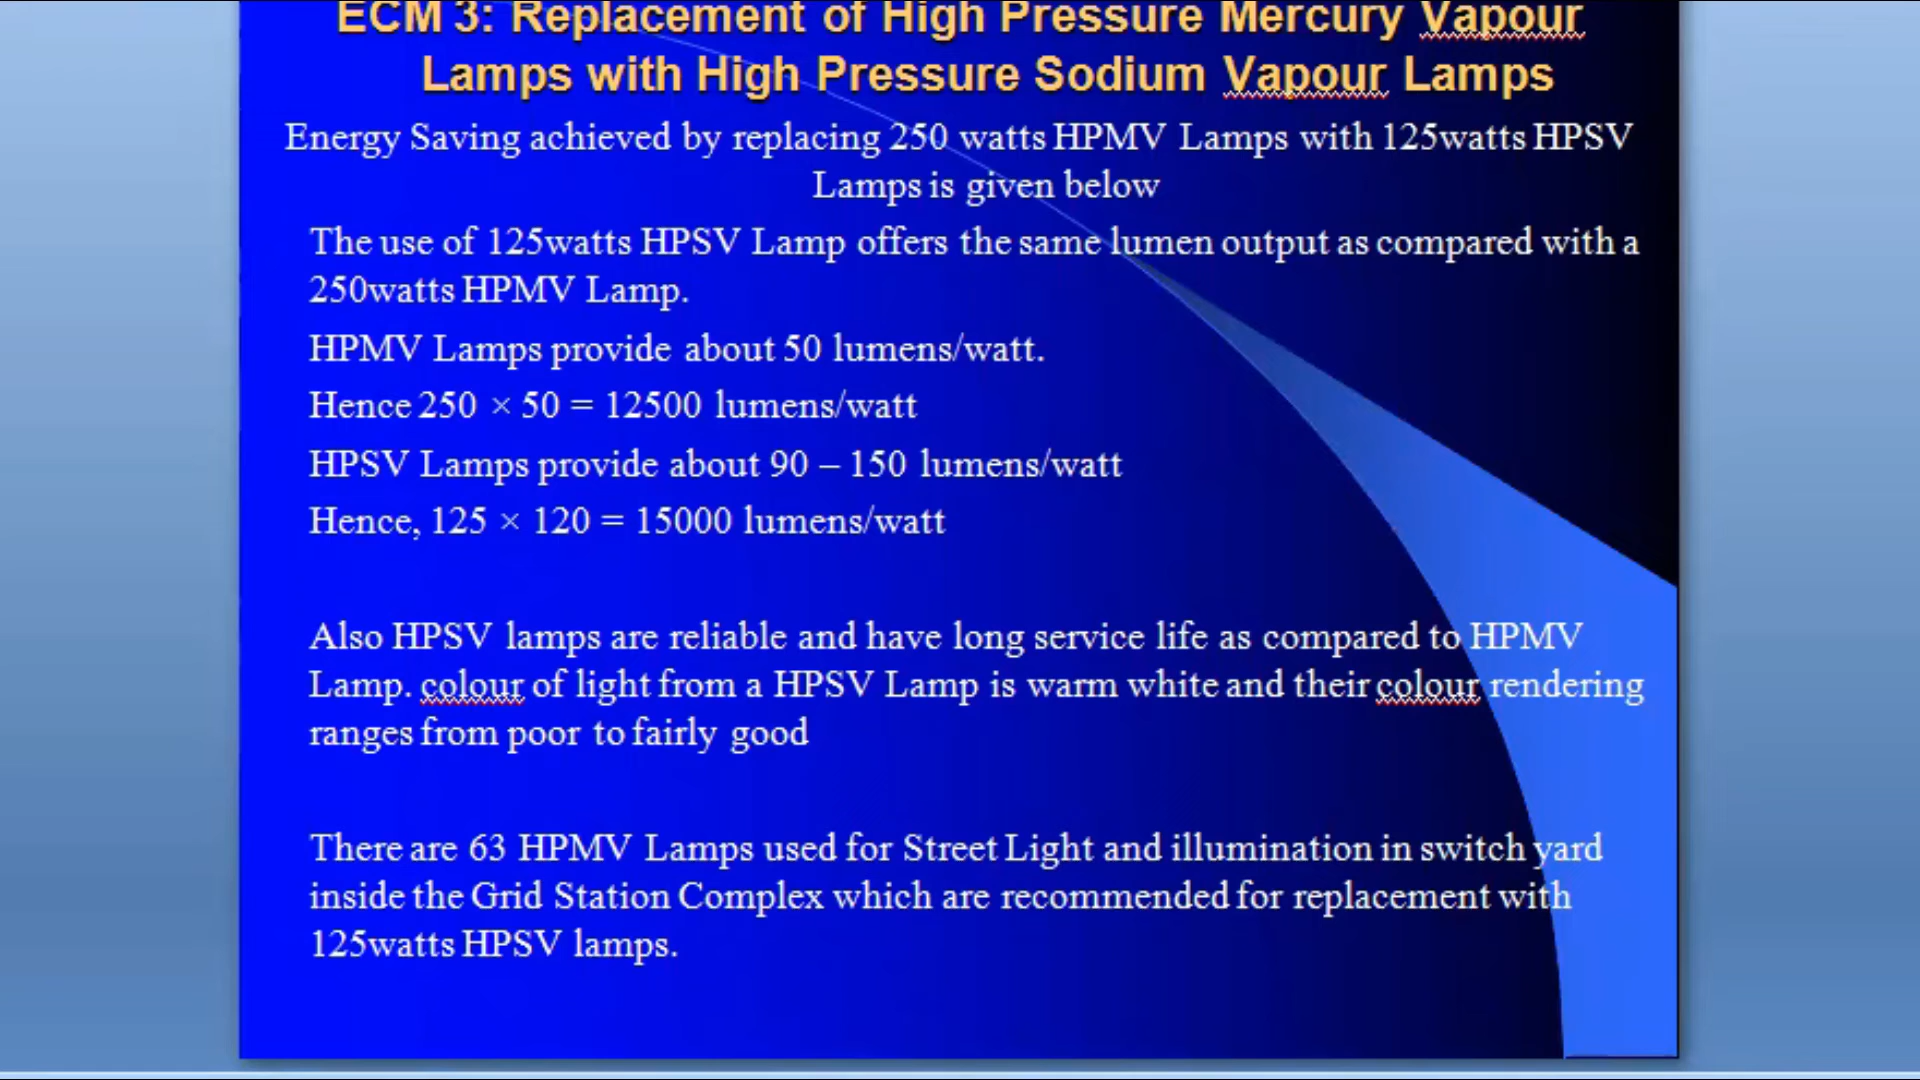 ECM 3: Replacement of High Pressure Mercury Vapour
Lamps with High Pressure Sodium Vapour Lamps
Energy Saving achieved by replacing 250 watts HPMV Lamps with 125watts HPSV
Lamps is given below
The use of 125watts HPSV Lamp offers the same lumen output as compared with a
250watts HPMV Lamp.
HPMV Lamps provide about 50 lumens/watt.
Hence 250 × 50 = 12500 lumens/watt
HPSV Lamps provide about 90 – 150 lumens/watt
Hence, 125 × 120 = 15000 lumens/watt
Also HPSV lamps are reliable and have long service life as compared to HPMV
Lamp. colour of light from a HPSV Lamp is warm white and their colour rendering
ranges from poor to fairly good
There are 63 HPMV Lamps used for Street Light and illumination in switch yard
inside the Grid Station Complex which are recommended for replacement with
125watts HPSV lamps.